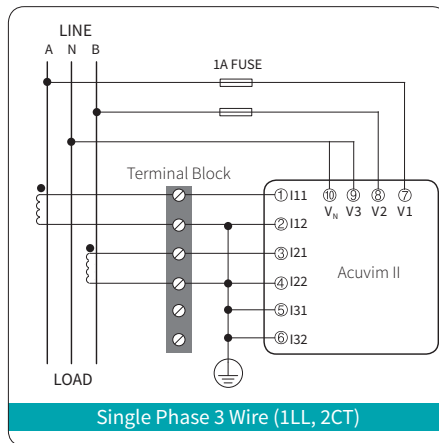 LINE
A N B
1A FUSE
Terminal Block
①I11
②I12
③I21
④I22
⑤I31
⑥I32
⑩ ⑨ ⑧ ⑦
VN V3 V2 V1
Acuvim II
LOAD
Single Phase 3 Wire (1LL, 2CT)